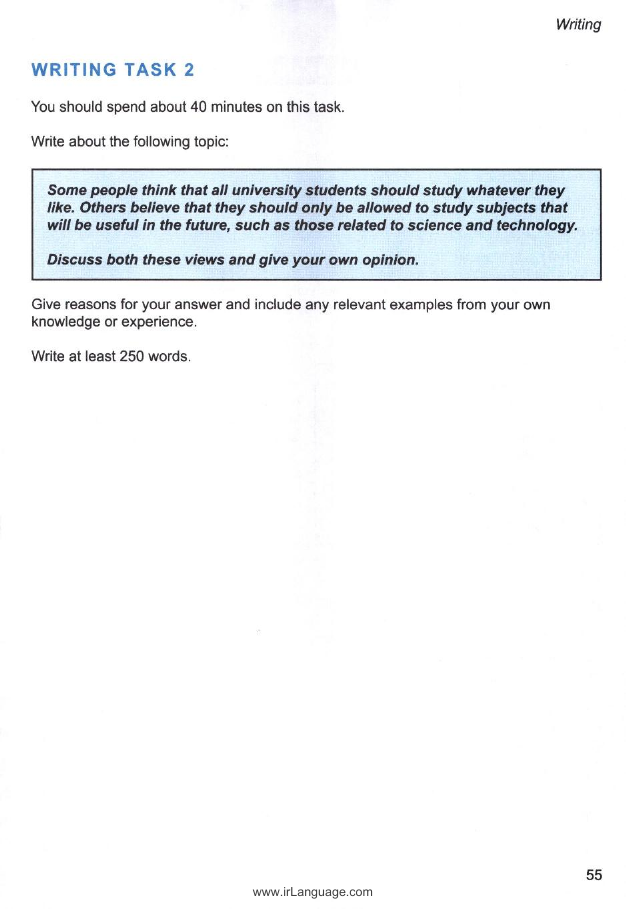 Writing
WRITING TASK 2
You should spend about 40 minutes on this task.
Write about the following topic:
Some people think that all university students should study whatever they
like. Others believe that they should only be allowed to study subjects that
will be useful in the future, such as those related to science and technology.
Discuss both these views and give your own opinion.
Give reasons for your answer and include any relevant examples from your own
knowledge or experience.
Write at least 250 words.
55
www.irLanguage.com